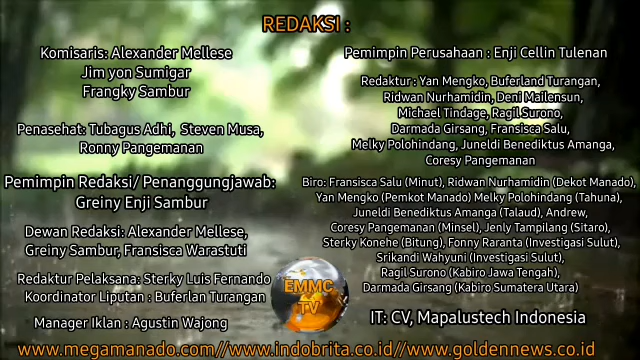 REDAKSI :
Komisaris: Alexander Mellese
Jim yon Sumigar
Frangky Sambur
Penasehat: Tubagus Adhi, Steven Musa,
Ronny Pangemanan
Pemimpin Redaksi/ Penanggungjawab:
Greiny Enji Sambur
Dewan Redaksi: Alexander Mellese,
Greiny Sambur, Fransisca Warastuti
Redaktur Pelaksana: Sterky Luis Fernando
Koordinator Liputan : Buferlan Turangan
Manager Iklan : Agustin Wajong
Pemimpin Perusahaan : Enji Cellin Tulenan
Redaktur : Yan Mengko, Buferland Turangan,
Ridwan Nurhamidin, Deni Mailensun,
Michael Tindage, Ragil Surono,
Darmada Girsang, Fransisca Salu,
Melky Polohindang, Juneldi Benediktus Amanga,
Coresy Pangemanan
Biro: Fransisca Salu (Minut), Ridwan Nurhamidin (Dekot Manado),
Yan Mengko (Pemkot Manado) Melky Polohindang (Tahuna),
Juneldi Benediktus Amanga (Talaud), Andrew,
Coresy Pangemanan (Minsel), Jenly Tampilang (Sitaro),
Sterky Konehe (Bitung), Fonny Raranta (Investigasi Sulut),
Srikandi Wahyuni (Investigasi Sulut),
Ragil Surono (Kabiro Jawa Tengah),
Darmada Girsang (Kabiro Sumatera Utara)
IT: CV, Mapalustech Indonesia
EMMC
TV
www.megamanado.com//www.indobrita.co.id//www.goldennews.co.id